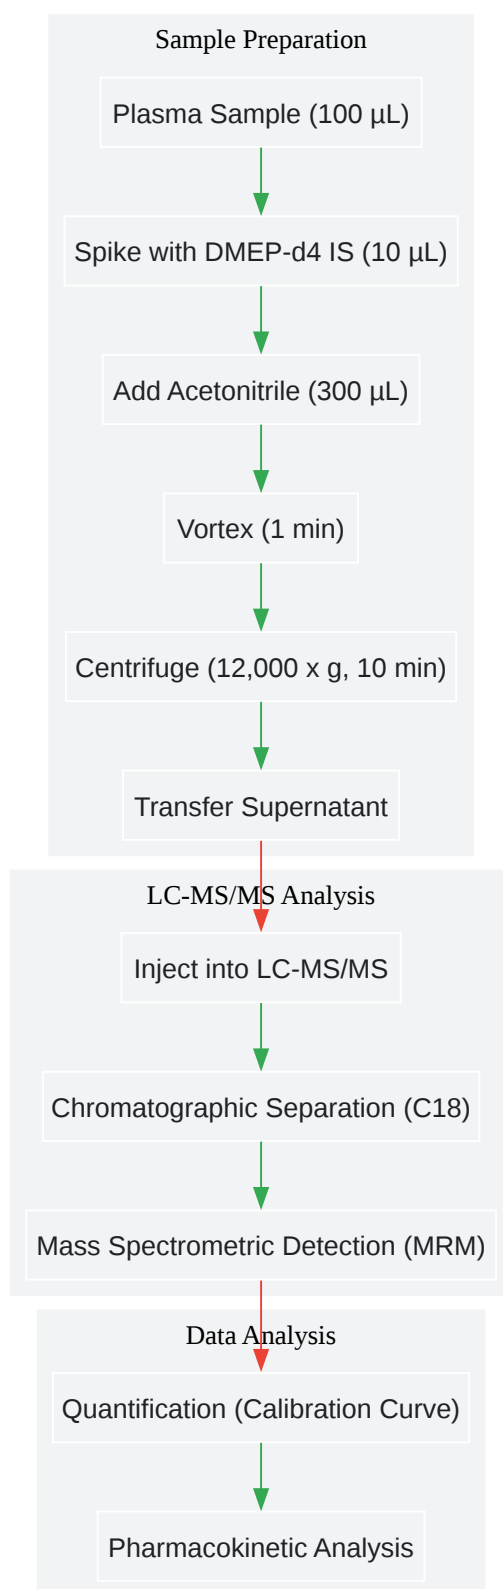 Sample Preparation
Plasma Sample (100 µL)
Spike with DMEP-d4 IS (10 µL)
Add Acetonitrile (300 µL)
Vortex (1 min)
Centrifuge (12,000 x g, 10 min)
Transfer Supernatant
LC-MS/MS Analysis
Inject into LC-MS/MS
Chromatographic Separation (C18)
Mass Spectrometric Detection (MRM)
Data Analysis
Quantification (Calibration Curve)
Pharmacokinetic Analysis